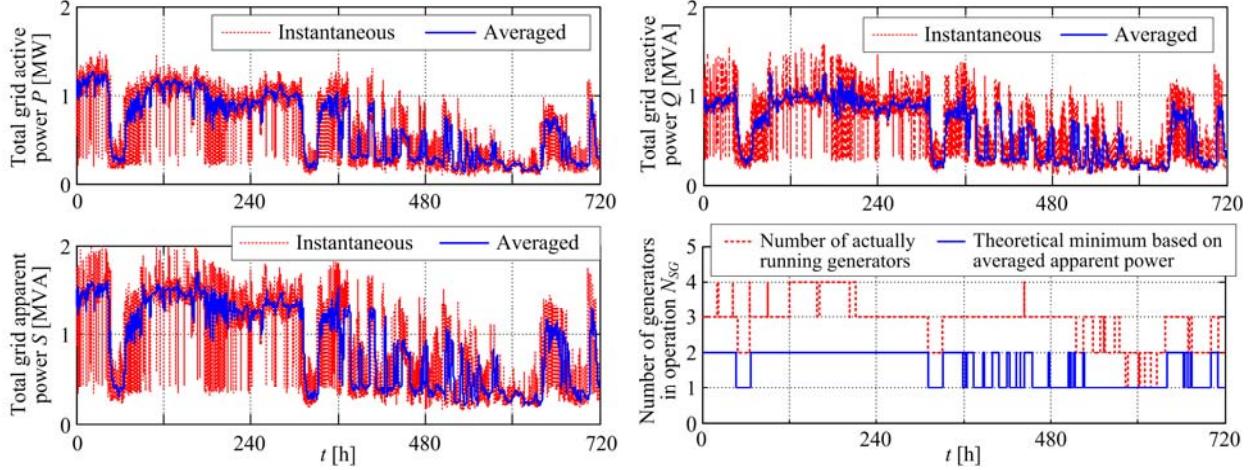 Total grid active
power P [MW]
2
1
0
Instantaneous
Averaged
0
240
480
720
Total grid reactive
power Q [MVA]
2
1
0
Instantaneous
Averaged
0
240
480
720
Total grid apparent
power S [MVA]
2
1
0
Instantaneous
Averaged
0
240
480
720
t [h]
Number of generators
in operation N_SG
5
4
3
2
1
0
Number of actually
running generators
Theoretical minimum based on
averaged apparent power
0
240
480
720
t [h]